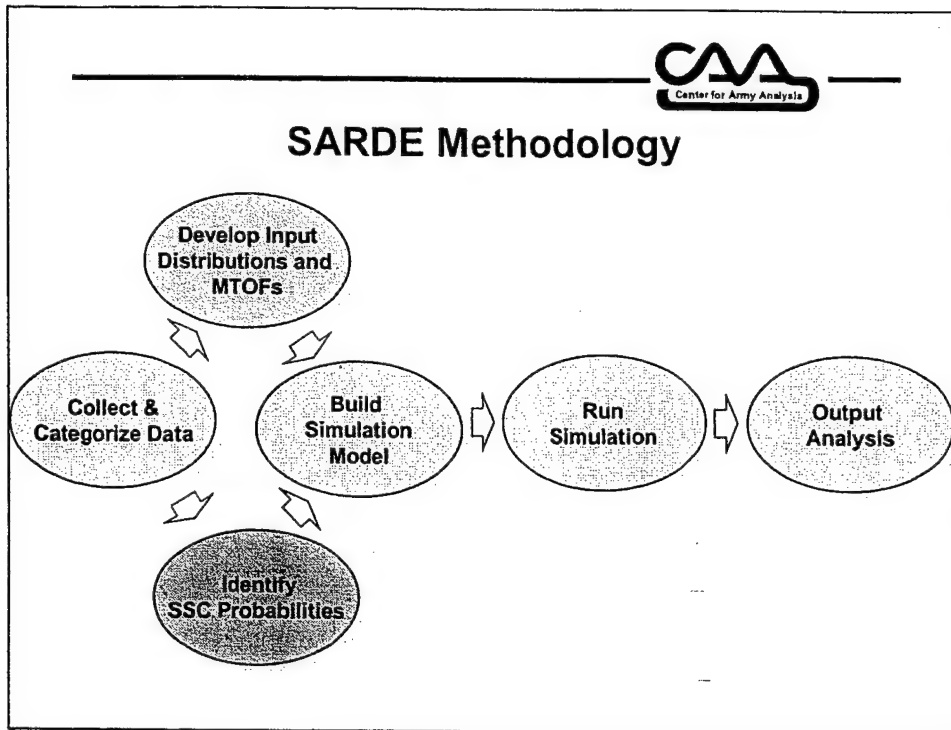 CAA
Center for Army Analysis
SARDE Methodology
Develop Input
Distributions and
MTOFs
Collect &
Categorize Data
Build
Simulation
Model
Run
Simulation
Output
Analysis
Identify
SSC Probabilities